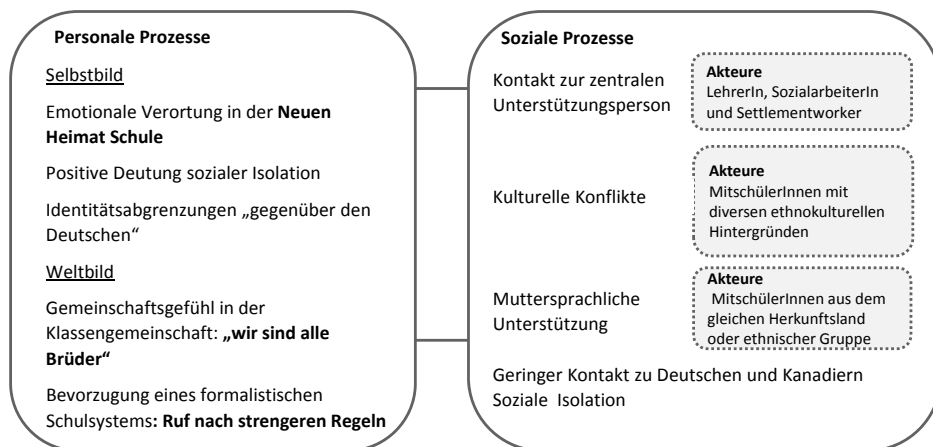 Personale Prozesse
Selbstbild
Emotionale Verortung in der Neuen
Heimat Schule
Positive Deutung sozialer Isolation
Identitätsabgrenzungen „gegenüber den
Deutschen“
Weltbild
Gemeinschaftsgefühl in der
Klassengemeinschaft: „wir sind alle
Brüder“
Bevorzugung eines formalistischen
Schulsystems: Ruf nach strengeren Regeln
Soziale Prozesse
Kontakt zur zentralen
Unterstützungsperson
Akteure
LehrerIn, SozialarbeiterIn
und Settlementworker
Kulturelle Konflikte
Akteure
MitschülerInnen mit
diversen ethnokulturellen
Hintergründen
Muttersprachliche
Unterstützung
Akteure
MitschülerInnen aus dem
gleichen Herkunftsland
oder ethnischer Gruppe
Geringer Kontakt zu Deutschen und Kanadiern
Soziale Isolation